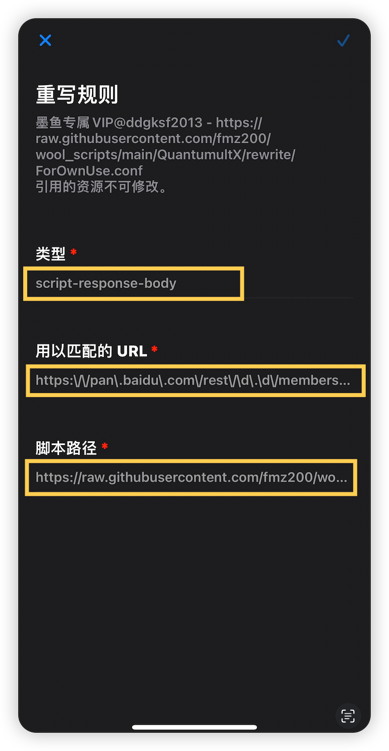 重写规则
墨鱼专属 VIP@ddgksf2013 - https://
raw.githubusercontent.com/fmz200/
wool_scripts/main/QuantumultX/rewrite/
ForOwnUse.conf
引用的资源不可修改。
类型 *
script-response-body
用以匹配的 URL *
https:\/\/pan\.baidu\.com\/rest\/\d\.\d\/members...
脚本路径 *
https://raw.githubusercontent.com/fmz200/wo...